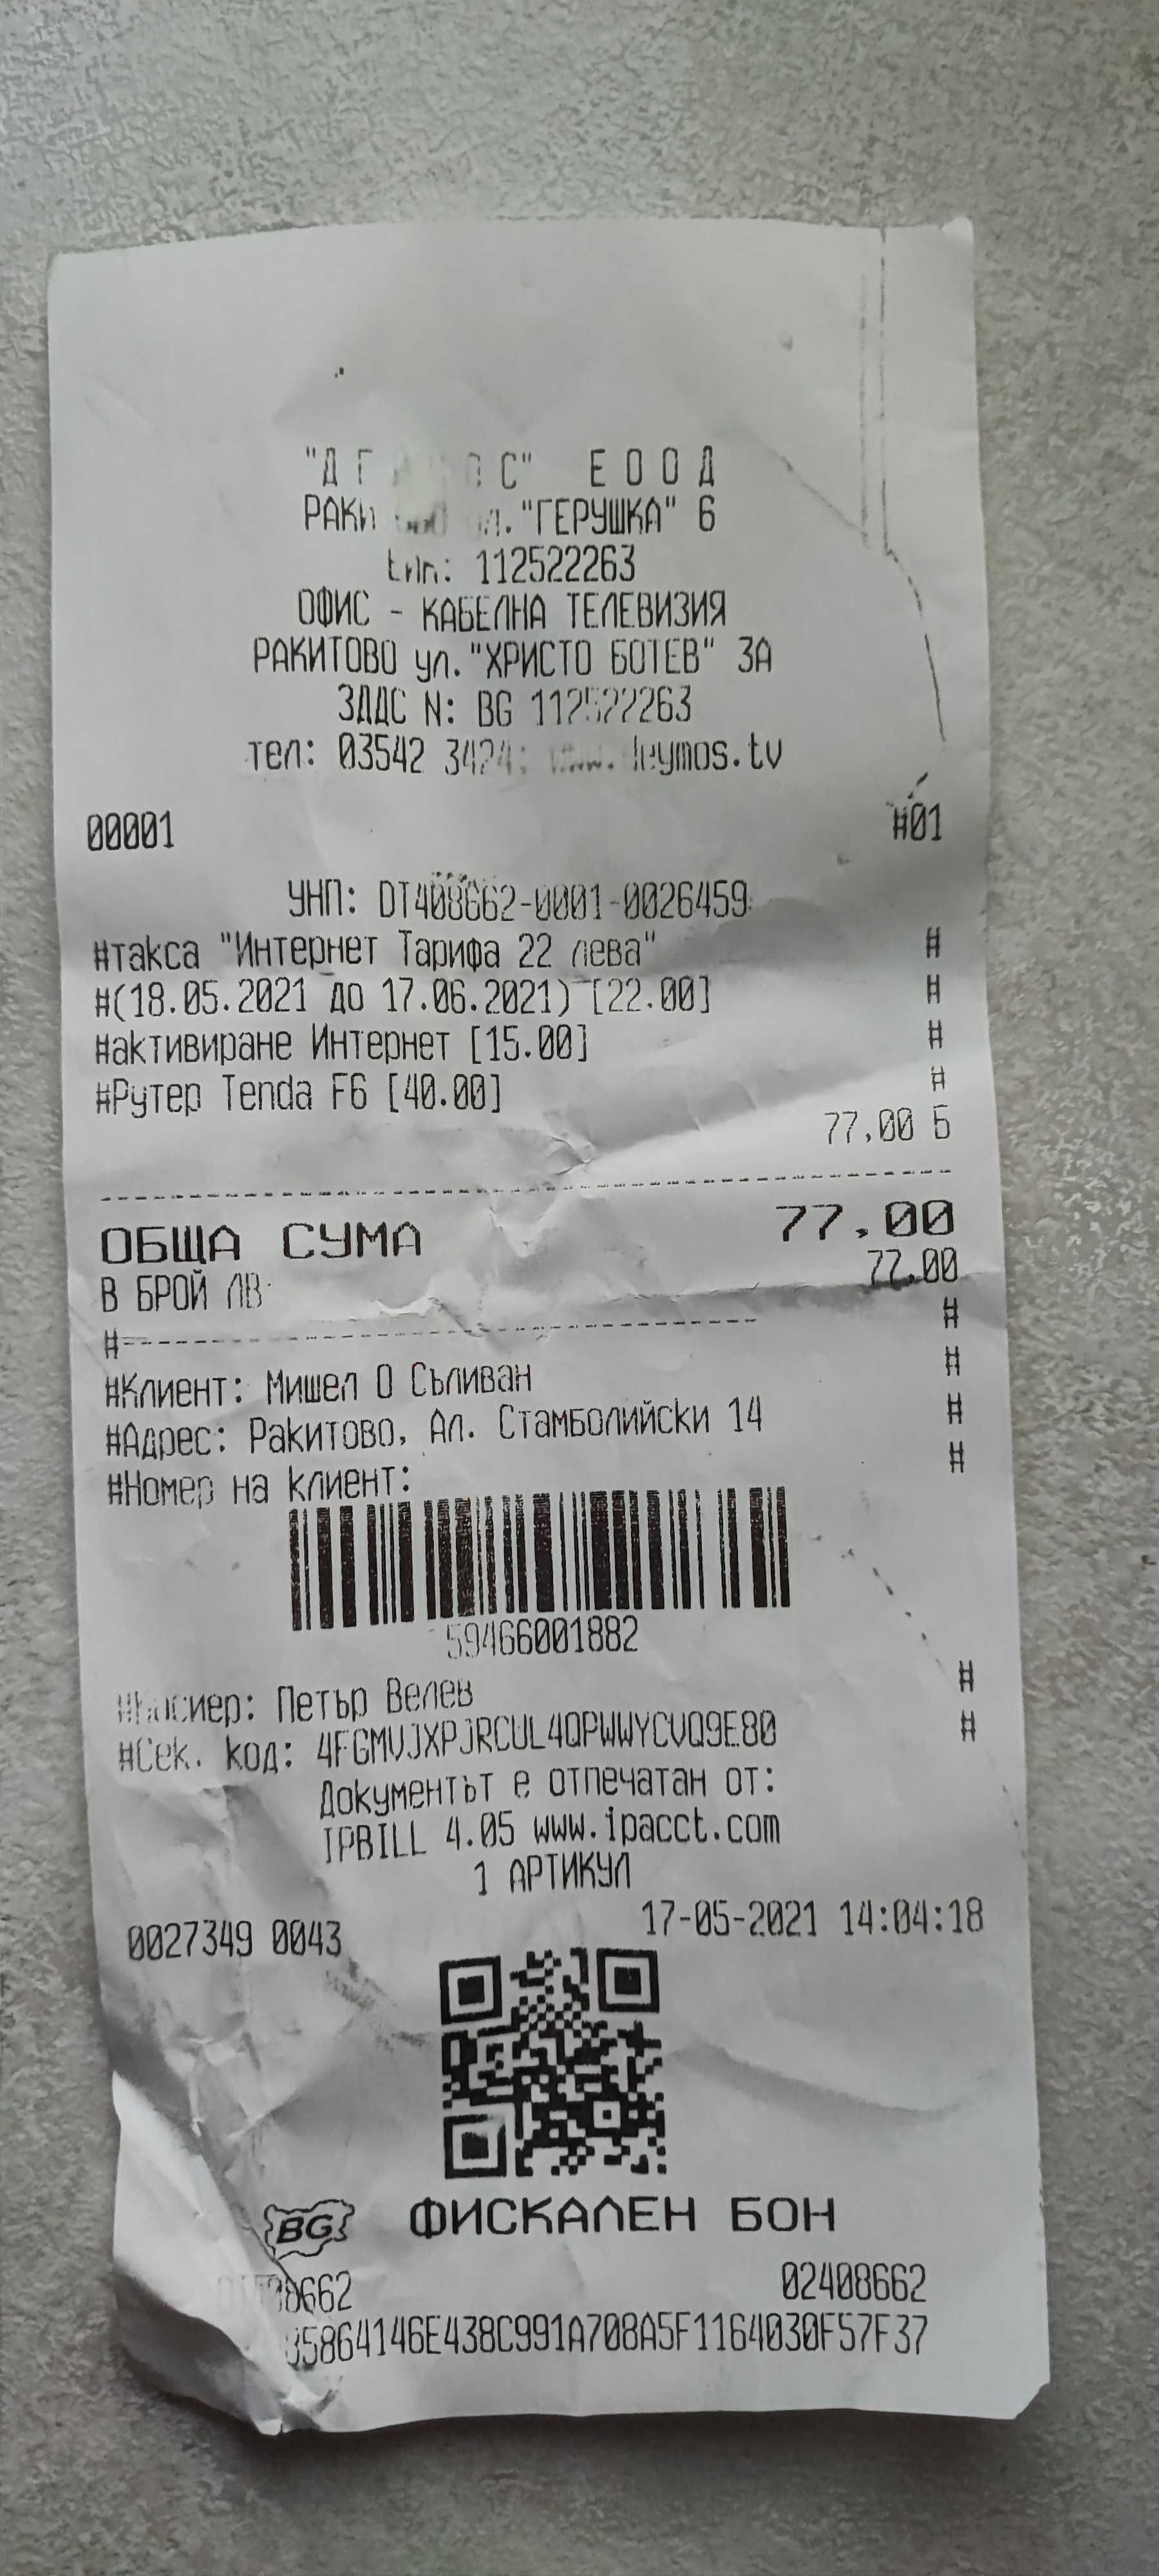 Е О О Д
"ГЕРУШКА" 6
112522263
ОФИС - КАБЕЛНА ТЕЛЕВИЗИЯ
РАКИТОВО ул."ХРИСТО БОТЕВ" 3А
ЗДДС N: BG 112522263
тел: 03542
00001 #01
УНП: DT408662-0001-0026459
#такса "Интернет Тарифа 22 лева" #
#(18.05.2021 до 17.06.2021) [22.00] #
#активиране Интернет [15.00] #
#Рутер Tenda F6 [40.00] #
77,00 Б
ОБЩА СУМА 77,00
В БРОЙ ЛВ 77,00
# #
#Клиент: Мишел О Съливан #
#Адрес: Ракитово, Ал. Стамболийски 14 #
#Номер на клиент: #
59466001882
Петър Велев #
#Сек. код: 4FGMVJXPJRCUL4QPWWYCVQ9E80 #
Документът е отпечатан от:
IPBILL 4.05 www.ipacct.com
1 АРТИКУЛ
0027349 0043 17-05-2021 14:04:18
BG ФИСКАЛЕН БОН
02408662